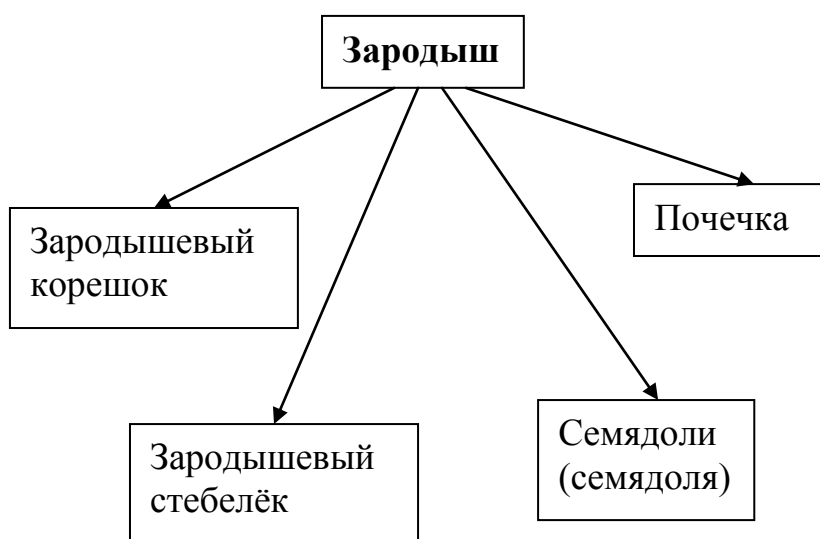 Зародыш
Зародышевый
корешок
Почечка
Зародышевый
стебелёк
Семядоли
(семядоля)